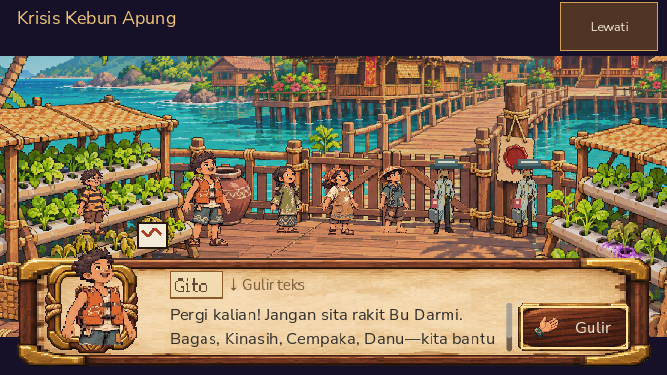 Krisis Kebun Apung
Lewati
Gito
↓ Gulir teks
Pergi kalian! Jangan sita rakit Bu Darmi.
Bagas, Kinasih, Cempaka, Danu—kita bantu
Gulir